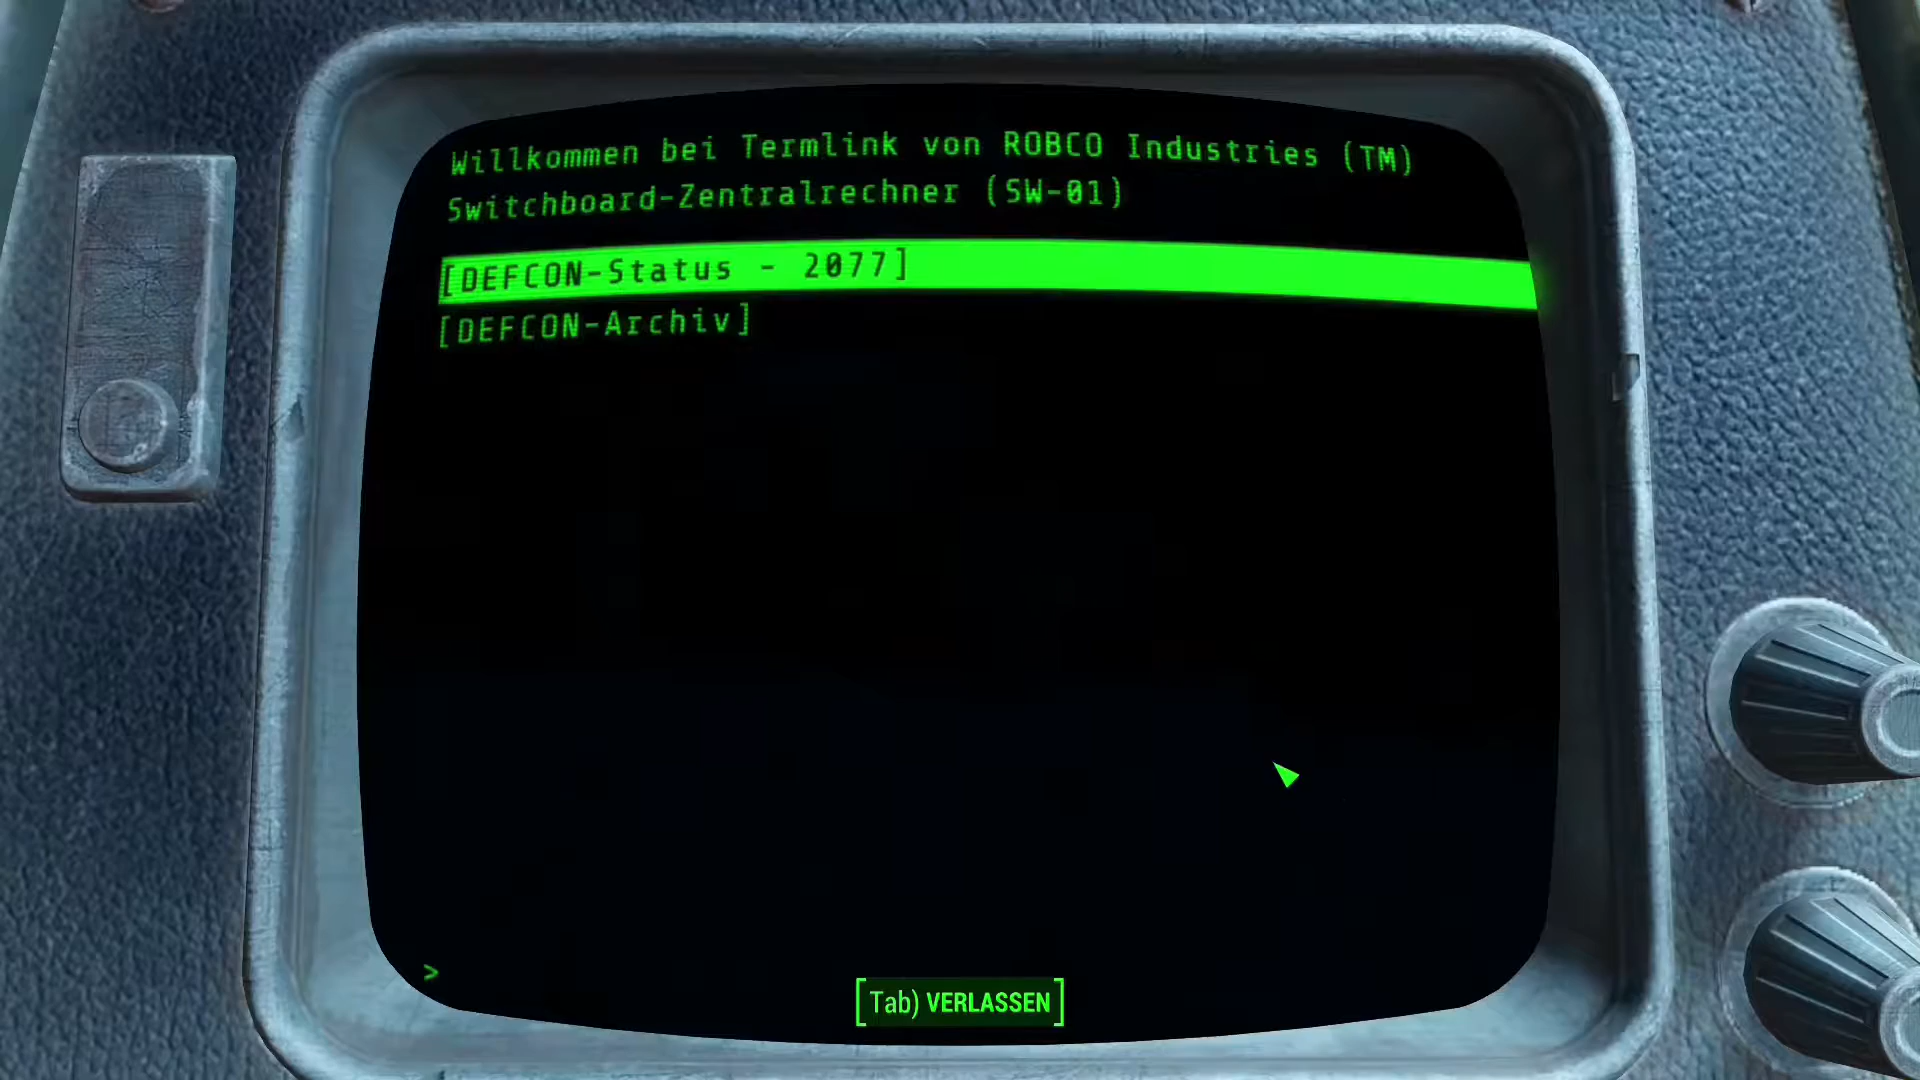 Willkommen bei Termlink von ROBCO Industries (TM)
Switchboard-Zentralrechner (SW-01)
[DEFCON-Status - 2077]
[DEFCON-Archiv]
>
[Tab) VERLASSEN]